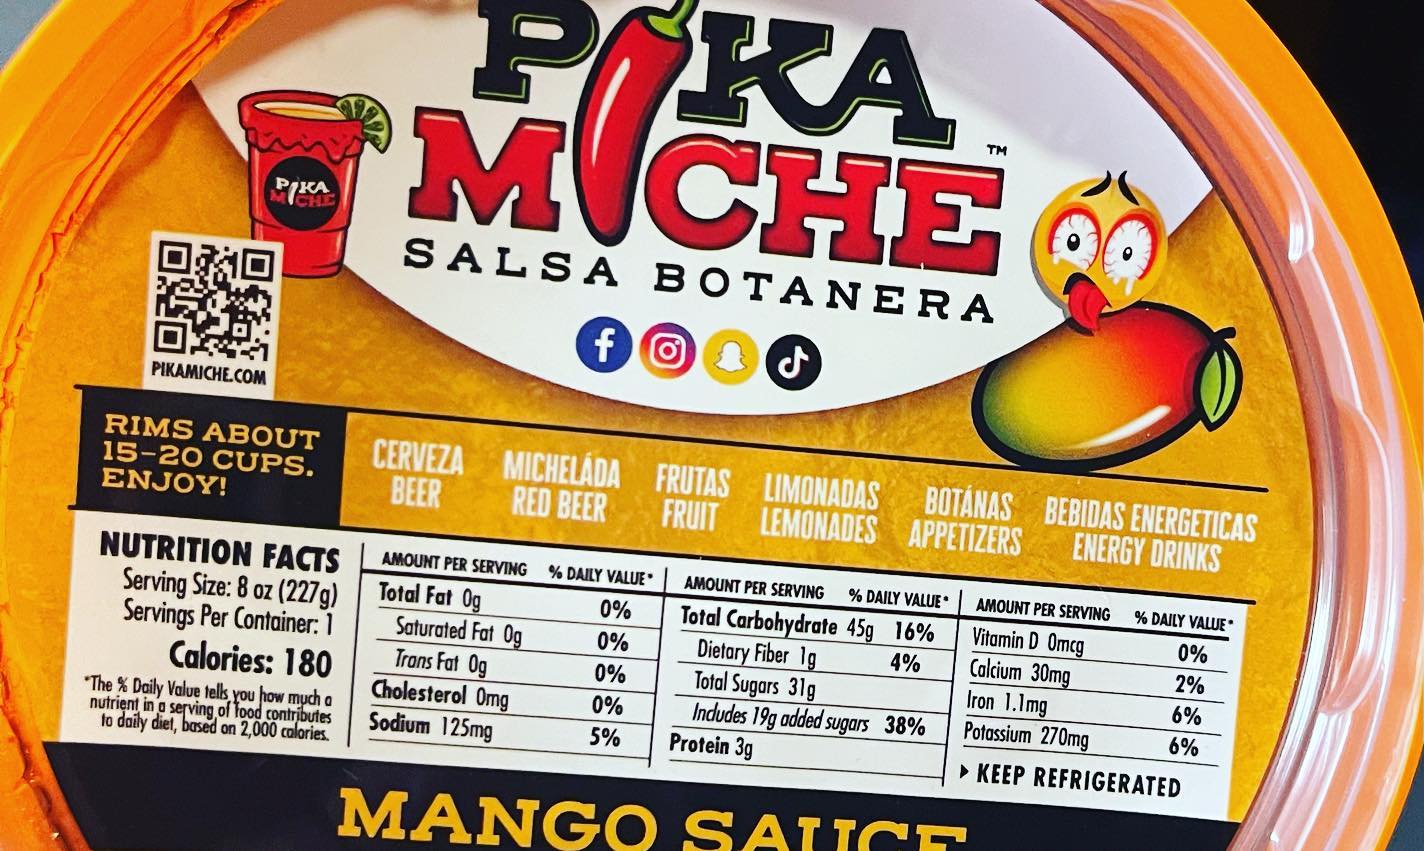 PIKA
MICHE™
SALSA BOTANERA
PIKA
MICHE
PIKAMICHE.COM
RIMS ABOUT
15-20 CUPS.
ENJOY!
CERVEZA
BEER
MICHELÁDA
RED BEER
FRUTAS
FRUIT
LIMONADAS
LEMONADES
BOTÁNAS
APPETIZERS
BEBIDAS ENERGETICAS
ENERGY DRINKS
NUTRITION FACTS
Serving Size: 8 oz (227g)
Servings Per Container: 1
Calories: 180
*The % Daily Value tells you how much a
nutrient in a serving of food contributes
to daily diet, based on 2,000 calories.
AMOUNT PER SERVING % DAILY VALUE*
Total Fat 0g 0%
Saturated Fat 0g 0%
Trans Fat 0g 0%
Cholesterol 0mg 0%
Sodium 125mg 5%
AMOUNT PER SERVING % DAILY VALUE*
Total Carbohydrate 45g 16%
Dietary Fiber 1g 4%
Total Sugars 31g
Includes 19g added sugars 38%
Protein 3g
AMOUNT PER SERVING % DAILY VALUE*
Vitamin D 0mcg 0%
Calcium 30mg 2%
Iron 1.1mg 6%
Potassium 270mg 6%
KEEP REFRIGERATED
MANGO SAUCE